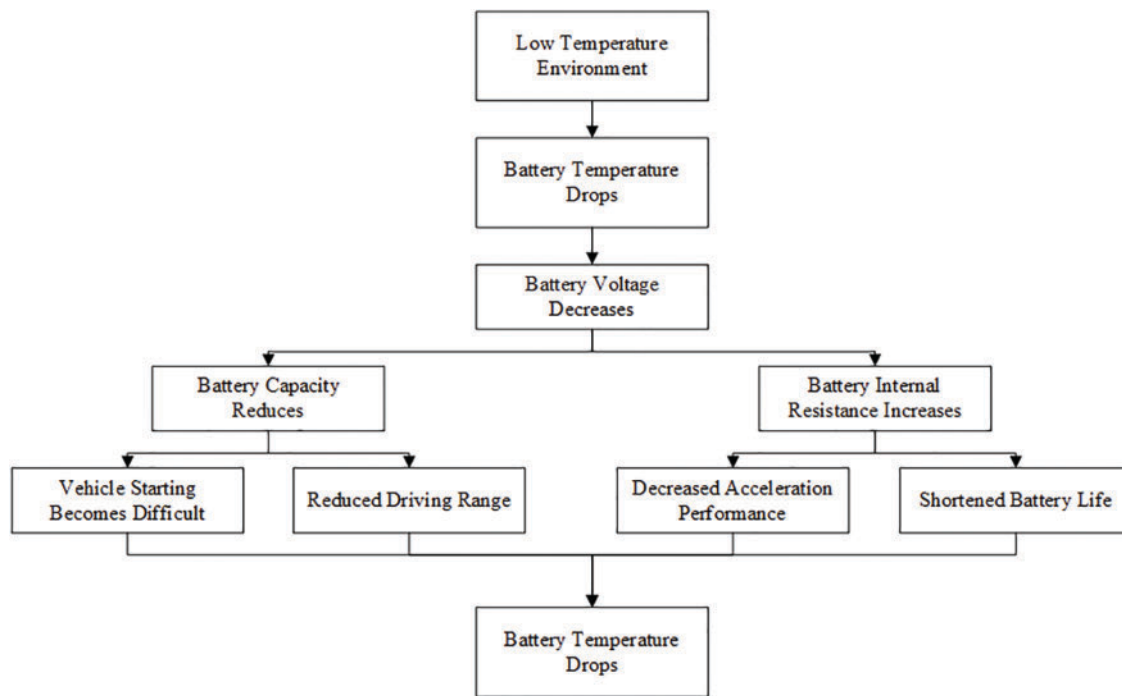 Low Temperature
Environment
Battery Temperature
Drops
Battery Voltage
Decreases
Battery Capacity
Reduces
Battery Internal
Resistance Increases
Vehicle Starting
Becomes Difficult
Reduced Driving Range
Decreased Acceleration
Performance
Shortened Battery Life
Battery Temperature
Drops